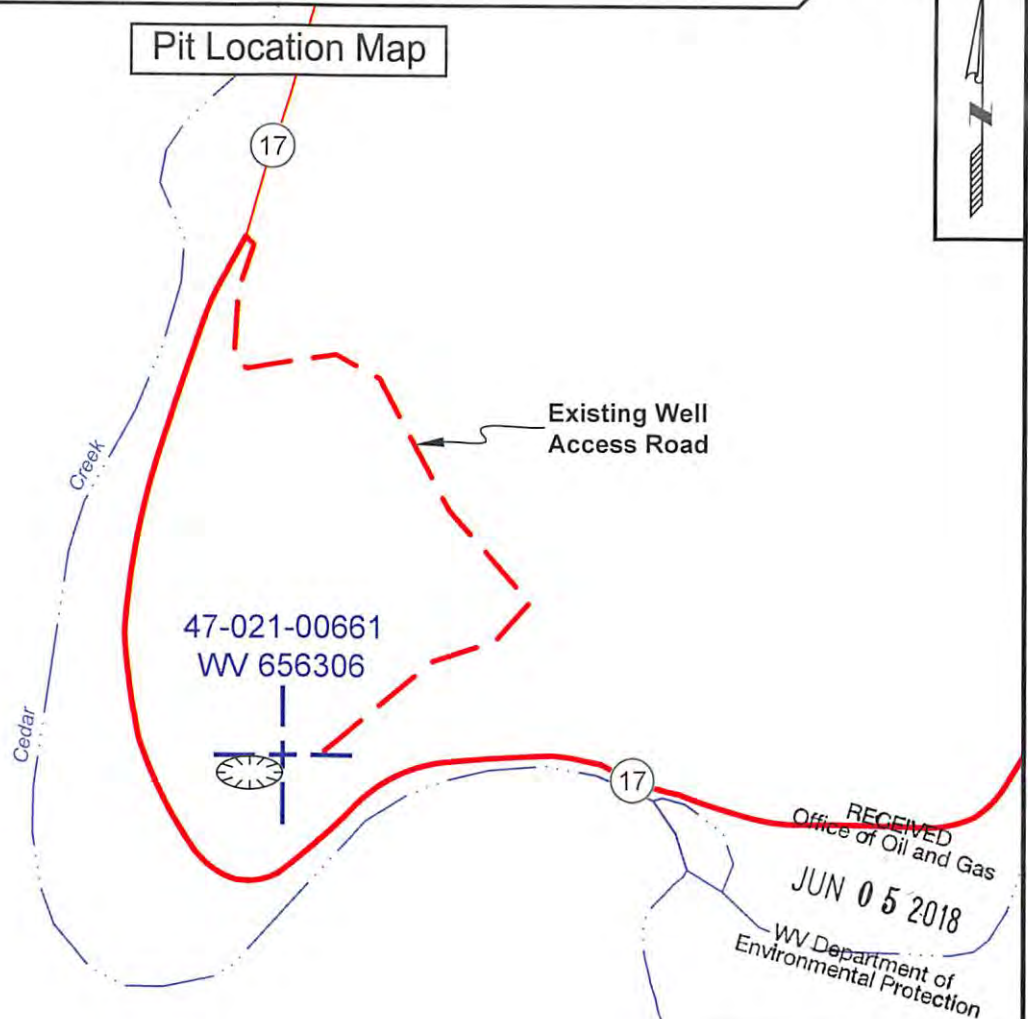 Pit Location Map
17
Existing Well
Access Road
Creek
47-021-00661
WV 656306
Cedar
17
RECEIVED
Office of Oil and Gas
JUN 05 2018
WV Department of
Environmental Protection